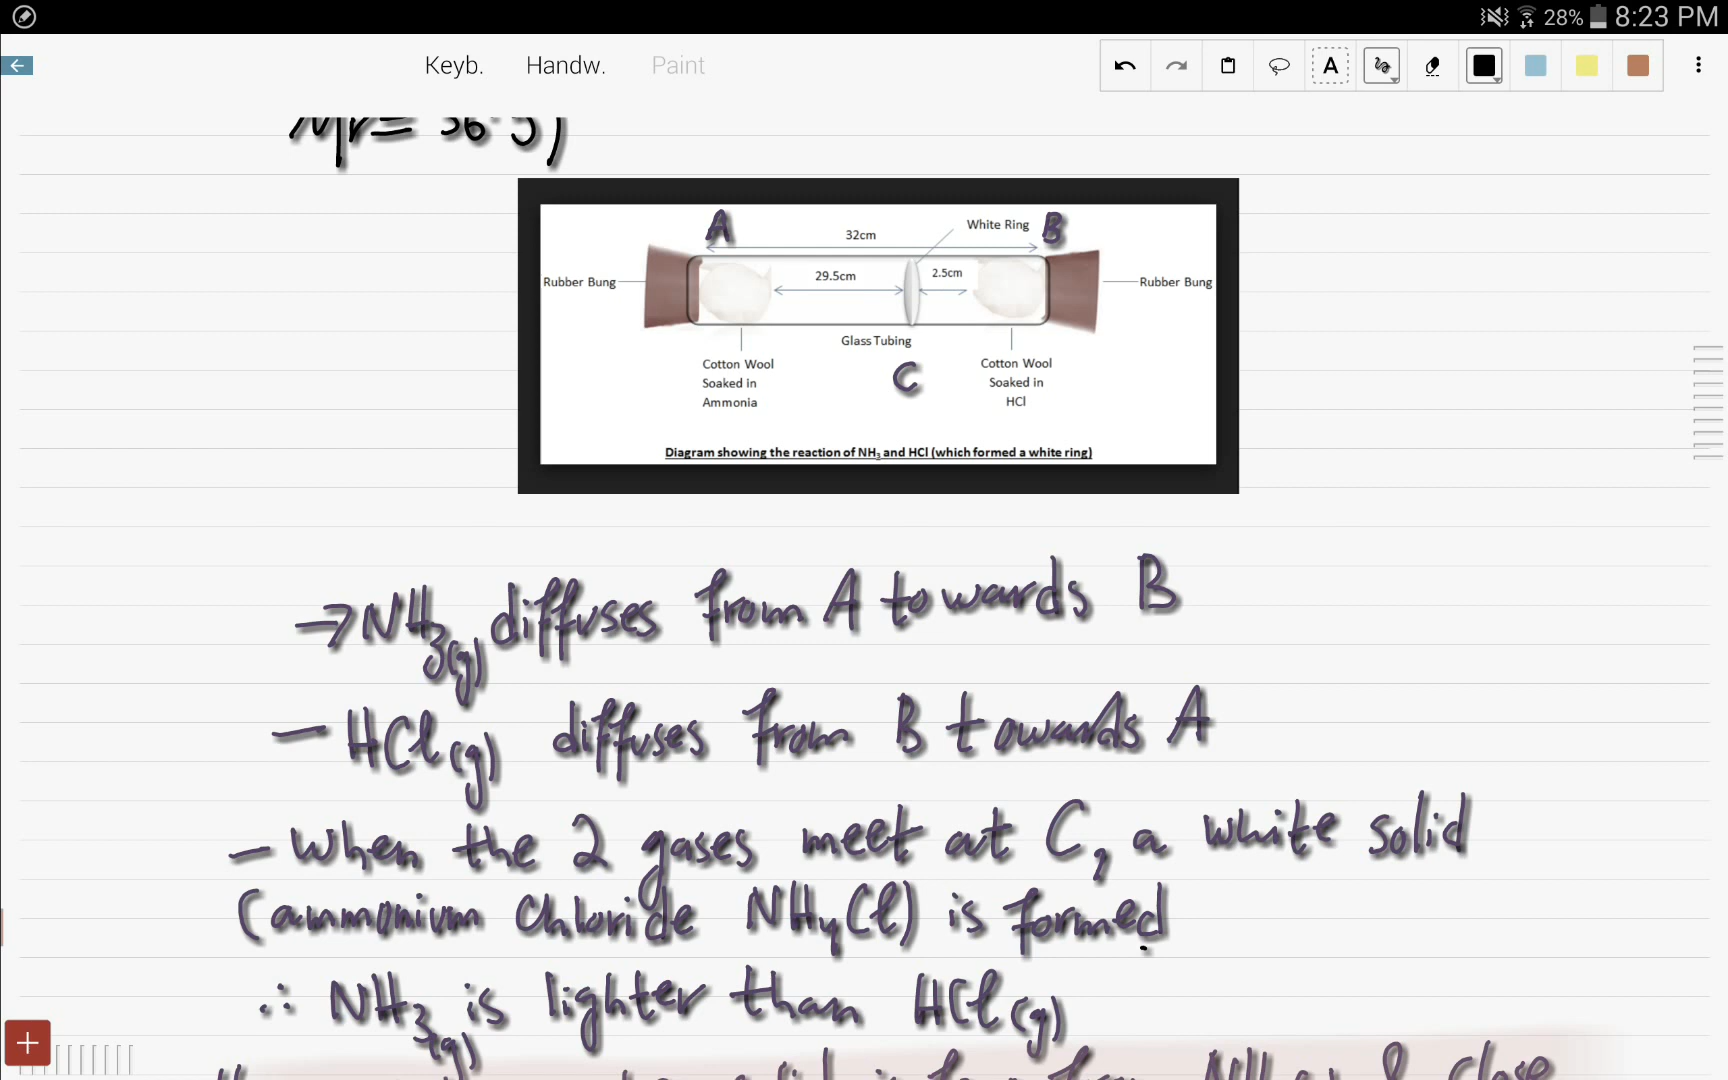 28% 8:23 PM
Keyb. Handw. Paint
A
Mr = 36.5)
A B
White Ring
32cm
29.5cm 2.5cm
Rubber Bung Rubber Bung
Glass Tubing
C
Cotton Wool Cotton Wool
Soaked in Soaked in
Ammonia HCl
Diagram showing the reaction of NH3 and HCl (which formed a white ring)
→ NH3(g) diffuses from A towards B
- HCl(g) diffuses from B towards A
- When the 2 gases meet at C, a white solid
(ammonium Chloride NH4Cl) is formed
∴ NH3(g) is lighter than HCl(g)
NH3(g) & close